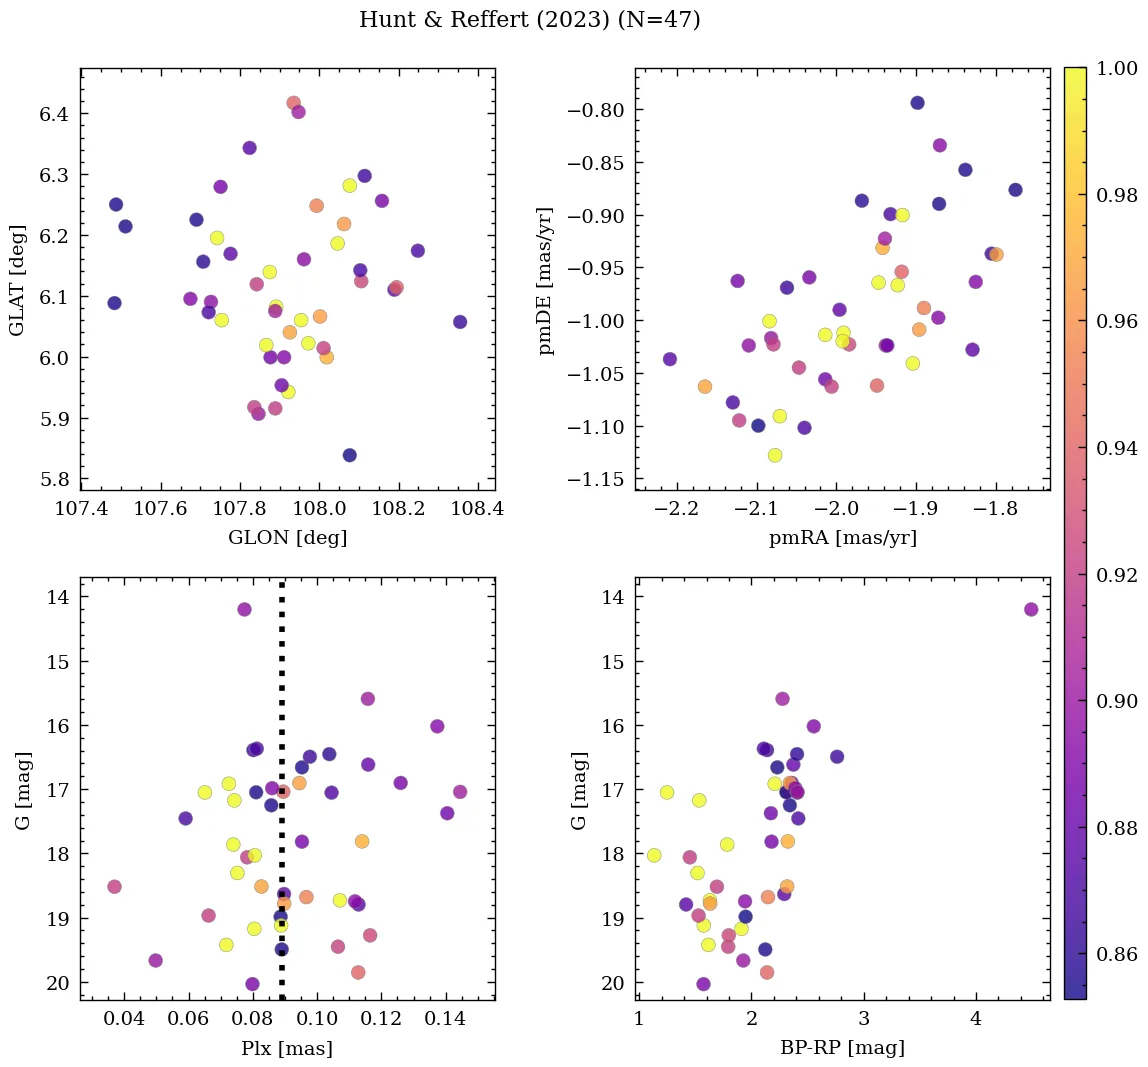 Hunt & Reffert (2023) (N=47)
6.4
6.3
6.2
6.1
6.0
5.9
5.8
GLAT [deg]
107.4 107.6 107.8 108.0 108.2 108.4
GLON [deg]
−0.80
−0.85
−0.90
−0.95
−1.00
−1.05
−1.10
−1.15
pmDE [mas/yr]
−2.2 −2.1 −2.0 −1.9 −1.8
pmRA [mas/yr]
14
15
16
17
18
19
20
G [mag]
0.04 0.06 0.08 0.10 0.12 0.14
Plx [mas]
14
15
16
17
18
19
20
G [mag]
1 2 3 4
BP-RP [mag]
1.00
0.98
0.96
0.94
0.92
0.90
0.88
0.86